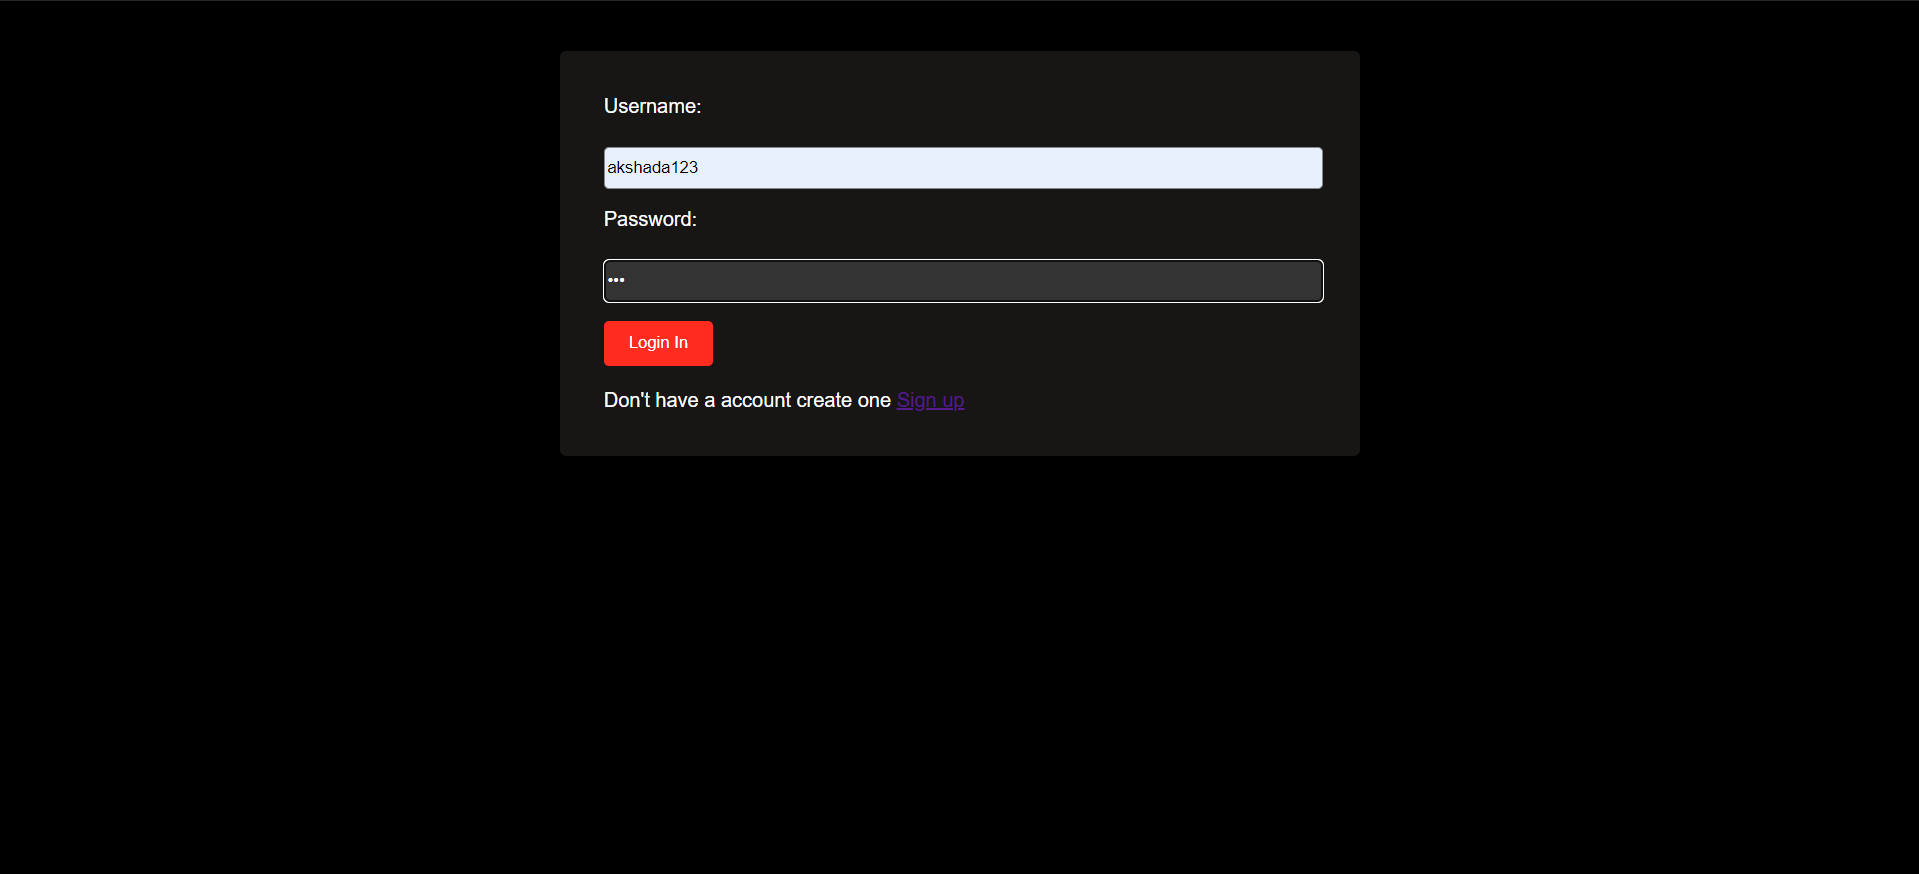 Username:
akshada123
Password:
•••
Login In
Don't have a account create one Sign up